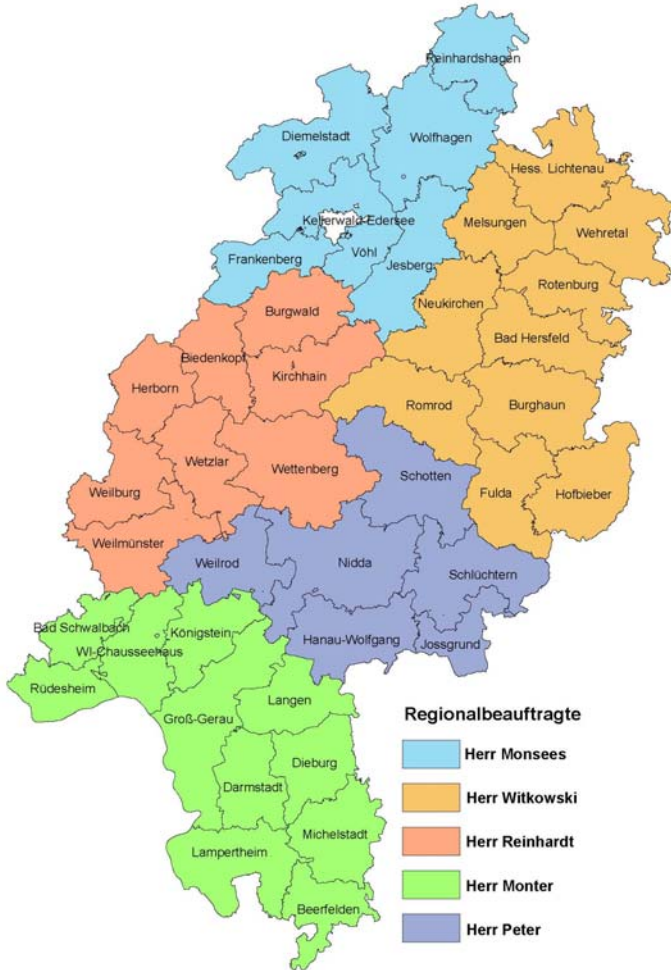 Reinhardshagen
Diemelstadt
Wolfhagen
Hess. Lichtenau
Kellerwald-Edersee
Melsungen
Wehretal
Frankenberg
Vöhl
Jesberg
Rotenburg
Neukirchen
Burgwald
Bad Hersfeld
Biedenkopf
Kirchhain
Herborn
Romrod
Burghaun
Wetzlar
Wettenberg
Schotten
Weilburg
Fulda
Hofbieber
Weilmünster
Weilrod
Nidda
Schlüchtern
Bad Schwalbach
Königstein
Hanau-Wolfgang
Jossgrund
WI-Chausseehaus
Rüdesheim
Langen
Groß-Gerau
Dieburg
Darmstadt
Michelstadt
Lampertheim
Beerfelden
Regionalbeauftragte
Herr Monsees
Herr Witkowski
Herr Reinhardt
Herr Monter
Herr Peter